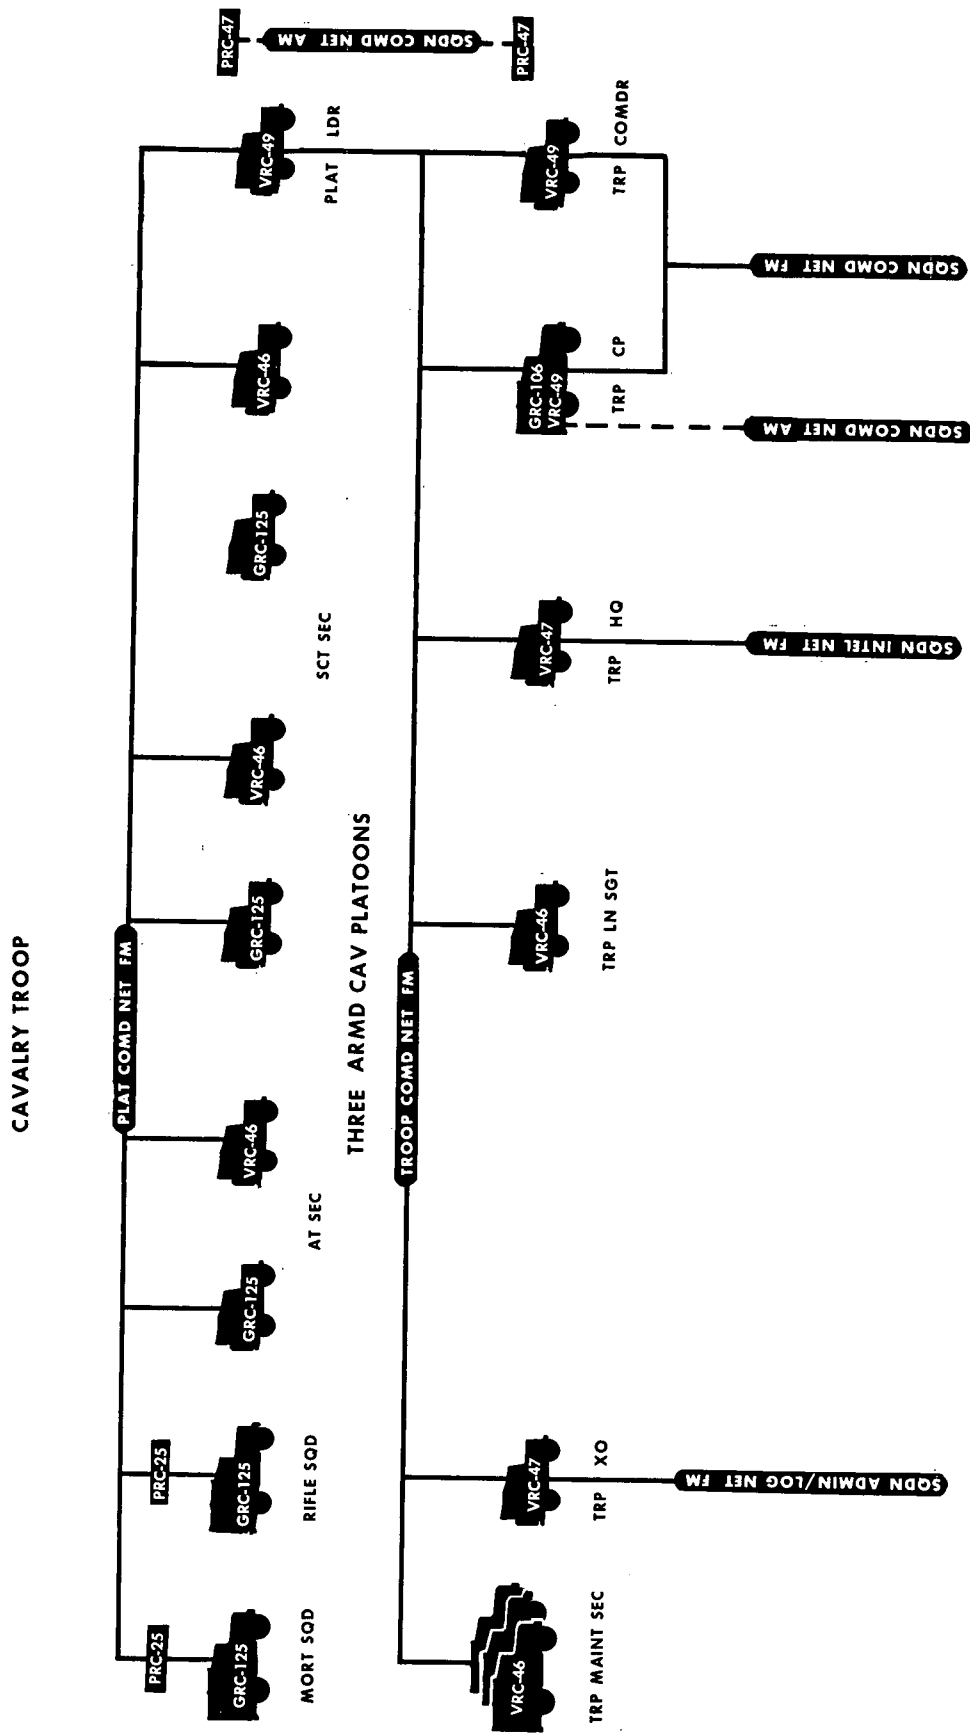 CAVALRY TROOP
PLAT COMD NET FM
PRC-25
PRC-25
GRC-125
GRC-125
GRC-125
VRC-46
GRC-125
VRC-46
GRC-125
VRC-46
VRC-49
PRC-47
MORT SQD
RIFLE SQD
AT SEC
SCT SEC
PLAT LDR
SQDN COMD NET AM
THREE ARMD CAV PLATOONS
TROOP COMD NET FM
VRC-46
VRC-47
VRC-46
VRC-47
GRC-106
VRC-49
VRC-49
PRC-47
TRP MAINT SEC
TRP XO
TRP LN SGT
TRP HQ
TRP CP
TRP COMDR
SQDN ADMIN/LOG NET FM
SQDN INTEL NET FM
SQDN COMD NET AM
SQDN COMD NET FM